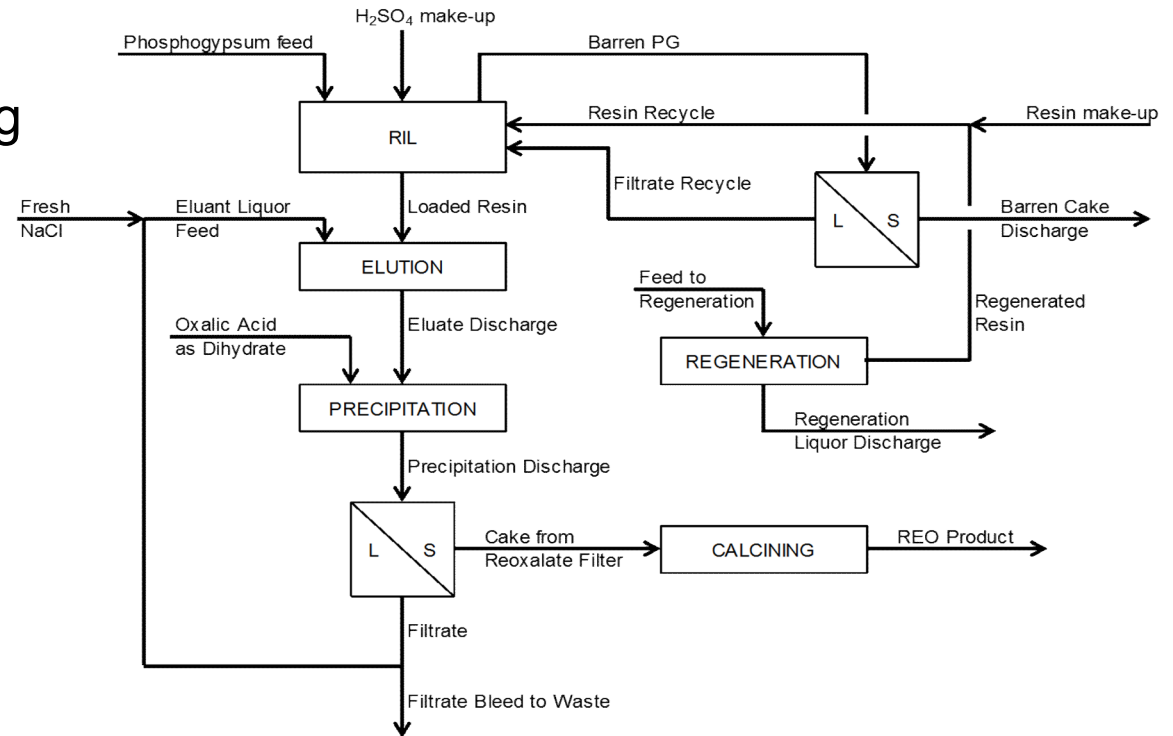 H₂SO₄ make-up
Phosphogypsum feed
Barren PG
g
Resin Recycle
Resin make-up
RIL
Filtrate Recycle
Fresh
NaCl
Eluant Liquor
Feed
Loaded Resin
L S
Barren Cake
Discharge
ELUTION
Feed to
Regeneration
Regenerated
Resin
Oxalic Acid
as Dihydrate
Eluate Discharge
REGENERATION
PRECIPITATION
Regeneration
Liquor Discharge
Precipitation Discharge
L S
Cake from
Reoxalate Filter
CALCINING
REO Product
Filtrate
Filtrate Bleed to Waste